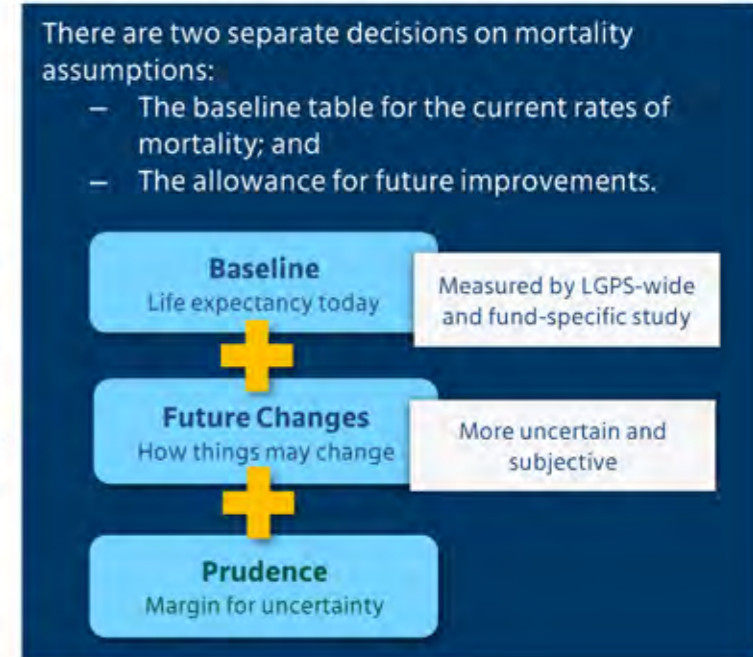 There are two separate decisions on mortality
assumptions:
– The baseline table for the current rates of
mortality; and
– The allowance for future improvements.
Baseline
Life expectancy today
Measured by LGPS-wide
and fund-specific study
Future Changes
How things may change
More uncertain and
subjective
Prudence
Margin for uncertainty